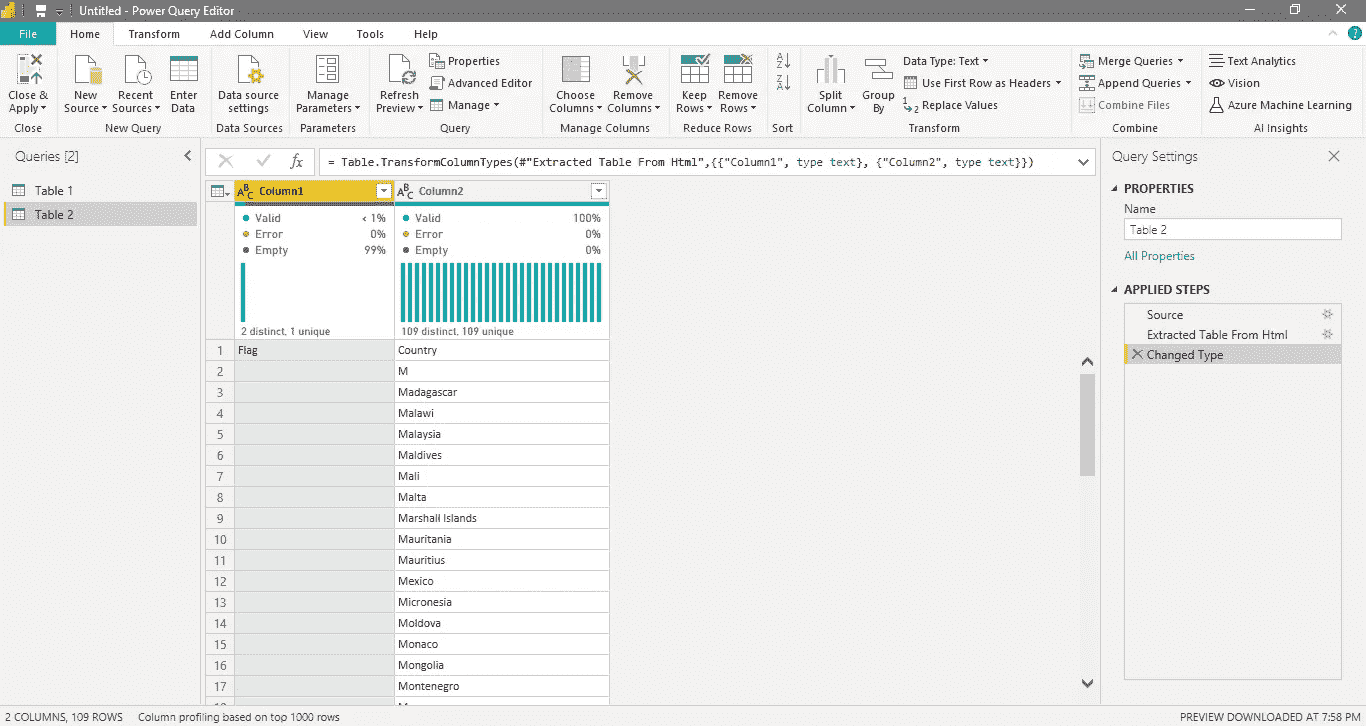 Untitled - Power Query Editor
File Home Transform Add Column View Tools Help
Close & Apply
Close
New Source
Recent Sources
Enter Data
New Query
Data source settings
Data Sources
Manage Parameters
Parameters
Refresh Preview
Properties
Advanced Editor
Manage
Query
Choose Columns
Remove Columns
Manage Columns
Keep Rows
Remove Rows
Reduce Rows
Sort
Split Column
Group By
Data Type: Text
Use First Row as Headers
Replace Values
Transform
Merge Queries
Append Queries
Combine Files
Combine
Text Analytics
Vision
Azure Machine Learning
AI Insights
Queries [2]
Table 1
Table 2
fx = Table.TransformColumnTypes(#"Extracted Table From Html",{{"Column1", type text}, {"Column2", type text}})
ABC Column1 ABC Column2
Valid < 1% Valid 100%
Error 0% Error 0%
Empty 99% Empty 0%
2 distinct, 1 unique 109 distinct, 109 unique
1 Flag Country
2 M
3 Madagascar
4 Malawi
5 Malaysia
6 Maldives
7 Mali
8 Malta
9 Marshall Islands
10 Mauritania
11 Mauritius
12 Mexico
13 Micronesia
14 Moldova
15 Monaco
16 Mongolia
17 Montenegro
Query Settings
PROPERTIES
Name
Table 2
All Properties
APPLIED STEPS
Source
Extracted Table From Html
Changed Type
2 COLUMNS, 109 ROWS Column profiling based on top 1000 rows
PREVIEW DOWNLOADED AT 7:58 PM